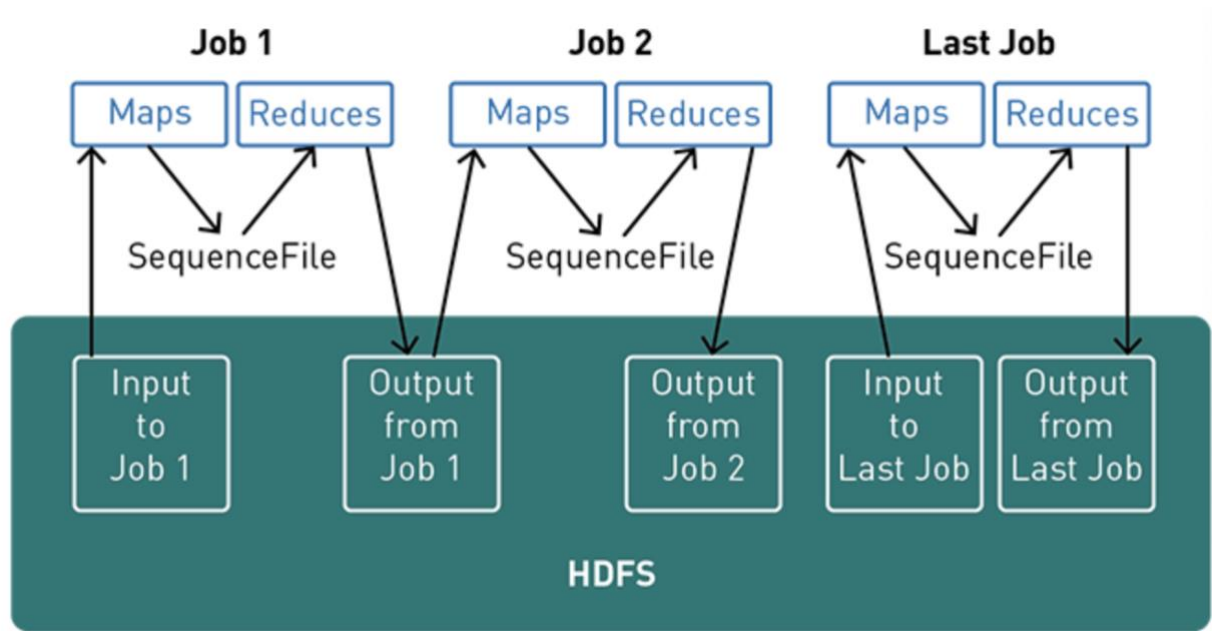 Job 1
Job 2
Last Job
Maps
Reduces
Maps
Reduces
Maps
Reduces
SequenceFile
SequenceFile
SequenceFile
Input
to
Job 1
Output
from
Job 1
Output
from
Job 2
Input
to
Last Job
Output
from
Last Job
HDFS